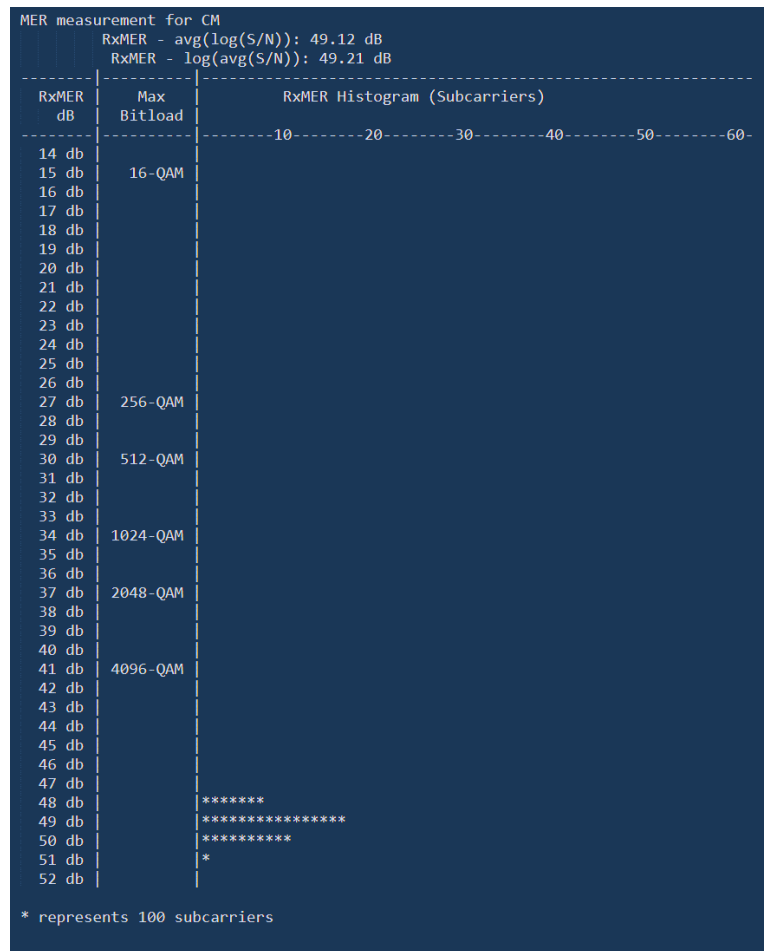 MER measurement for CM
RxMER - avg(log(S/N)): 49.12 dB
RxMER - log(avg(S/N)): 49.21 dB
--------|----------|-------------------------------------------------------------
RxMER | Max | RxMER Histogram (Subcarriers)
dB | Bitload |
--------|----------|--------10--------20--------30--------40--------50--------60-
14 db | |
15 db | 16-QAM |
16 db | |
17 db | |
18 db | |
19 db | |
20 db | |
21 db | |
22 db | |
23 db | |
24 db | |
25 db | |
26 db | |
27 db | 256-QAM |
28 db | |
29 db | |
30 db | 512-QAM |
31 db | |
32 db | |
33 db | |
34 db | 1024-QAM |
35 db | |
36 db | |
37 db | 2048-QAM |
38 db | |
39 db | |
40 db | |
41 db | 4096-QAM |
42 db | |
43 db | |
44 db | |
45 db | |
46 db | |
47 db | |
48 db | |*******
49 db | |****************
50 db | |**********
51 db | |*
52 db | |
* represents 100 subcarriers